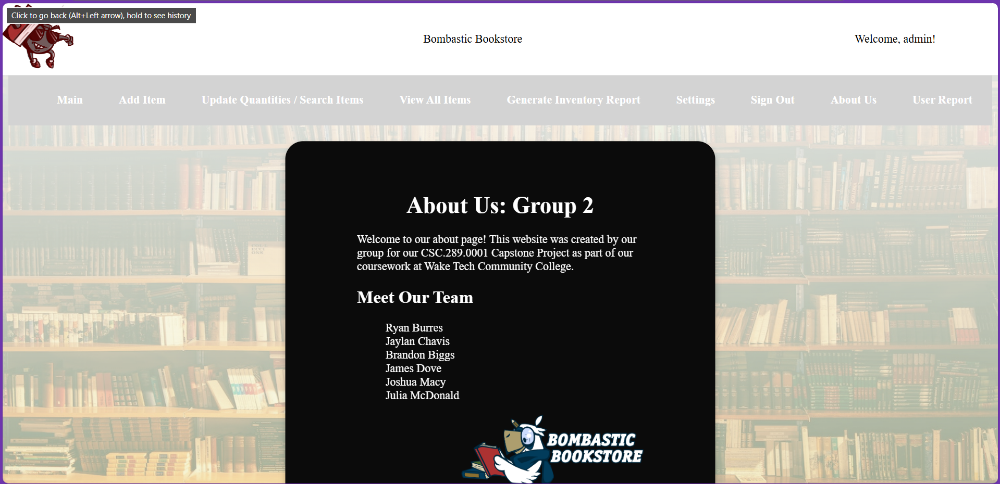 Click to go back (Alt+Left arrow), hold to see history
Bombastic Bookstore
Welcome, admin!
Main
Add Item
Update Quantities / Search Items
View All Items
Generate Inventory Report
Settings
Sign Out
About Us
User Report
About Us: Group 2
Welcome to our about page! This website was created by our
group for our CSC.289.0001 Capstone Project as part of our
coursework at Wake Tech Community College.
Meet Our Team
Ryan Burres
Jaylan Chavis
Brandon Biggs
James Dove
Joshua Macy
Julia McDonald
BOMBASTIC
BOOKSTORE